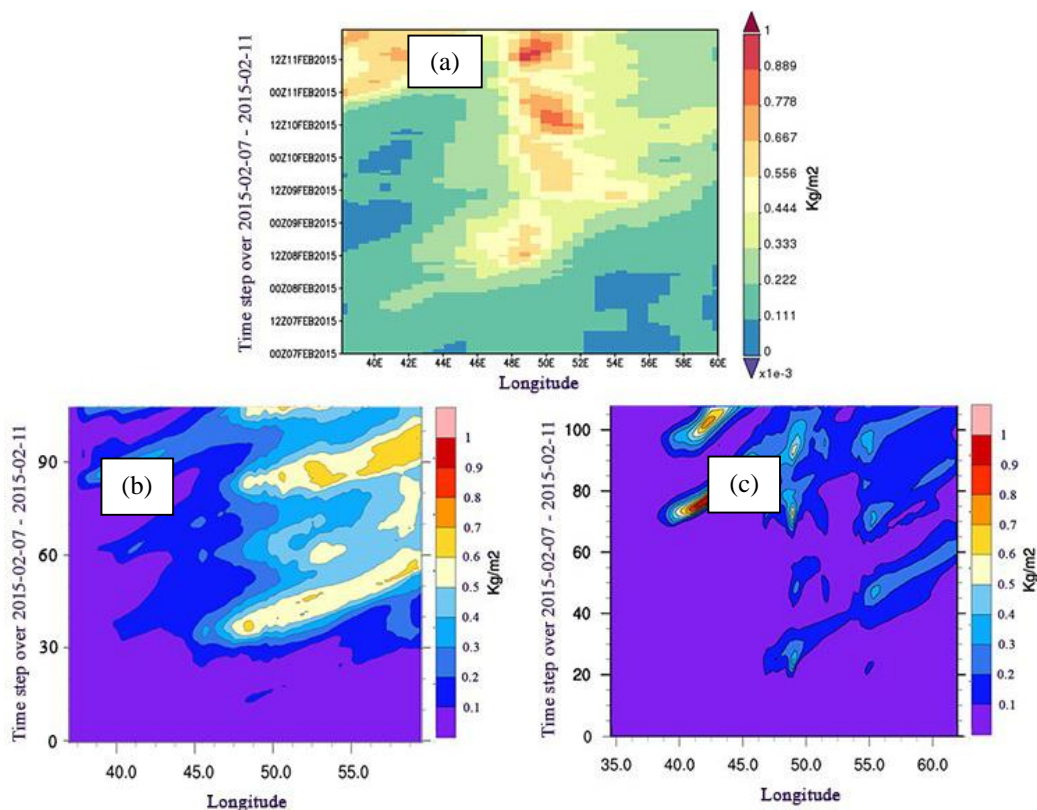 (a)
Time step over 2015-02-07 - 2015-02-11
12Z11FEB2015
00Z11FEB2015
12Z10FEB2015
00Z10FEB2015
12Z09FEB2015
00Z09FEB2015
12Z08FEB2015
00Z08FEB2015
12Z07FEB2015
00Z07FEB2015
40E 42E 44E 46E 48E 50E 52E 54E 56E 58E 60E
Longitude
1
0.889
0.778
0.667
0.556
0.444
0.333
0.222
0.111
0
x1e-3
Kg/m2
(b)
Time step over 2015-02-07 - 2015-02-11
90
60
30
0
40.0 45.0 50.0 55.0
Longitude
1
0.9
0.8
0.7
0.6
0.5
0.4
0.3
0.2
0.1
Kg/m2
(c)
Time step over 2015-02-07 - 2015-02-11
100
80
60
40
20
0
35.0 40.0 45.0 50.0 55.0 60.0
Longitude
1
0.9
0.8
0.7
0.6
0.5
0.4
0.3
0.2
0.1
Kg/m2